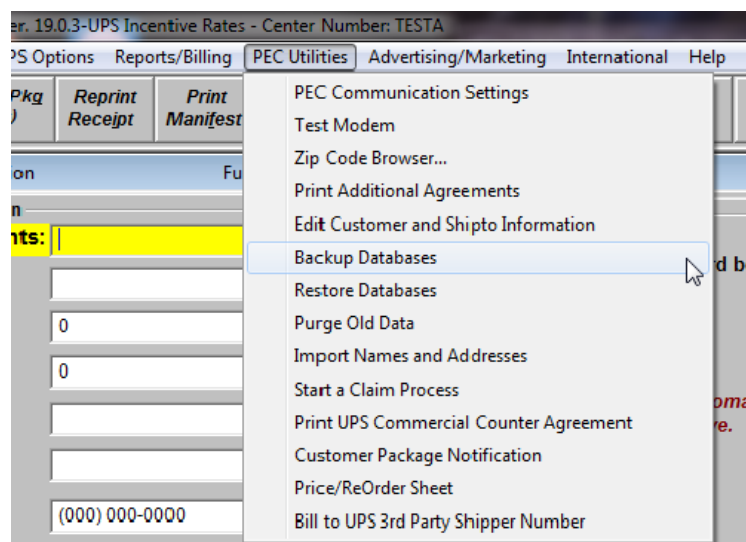 er. 19.0.3-UPS Incentive Rates - Center Number: TESTA
PS Options Reports/Billing PEC Utilities Advertising/Marketing International Help
Pkg Reprint Print
) Receipt Manifest
ion Fu
n
nts:
0
0
(000) 000-0000
PEC Communication Settings
Test Modem
Zip Code Browser...
Print Additional Agreements
Edit Customer and Shipto Information
Backup Databases
Restore Databases
Purge Old Data
Import Names and Addresses
Start a Claim Process
Print UPS Commercial Counter Agreement
Customer Package Notification
Price/ReOrder Sheet
Bill to UPS 3rd Party Shipper Number
rd b
oma
ve.